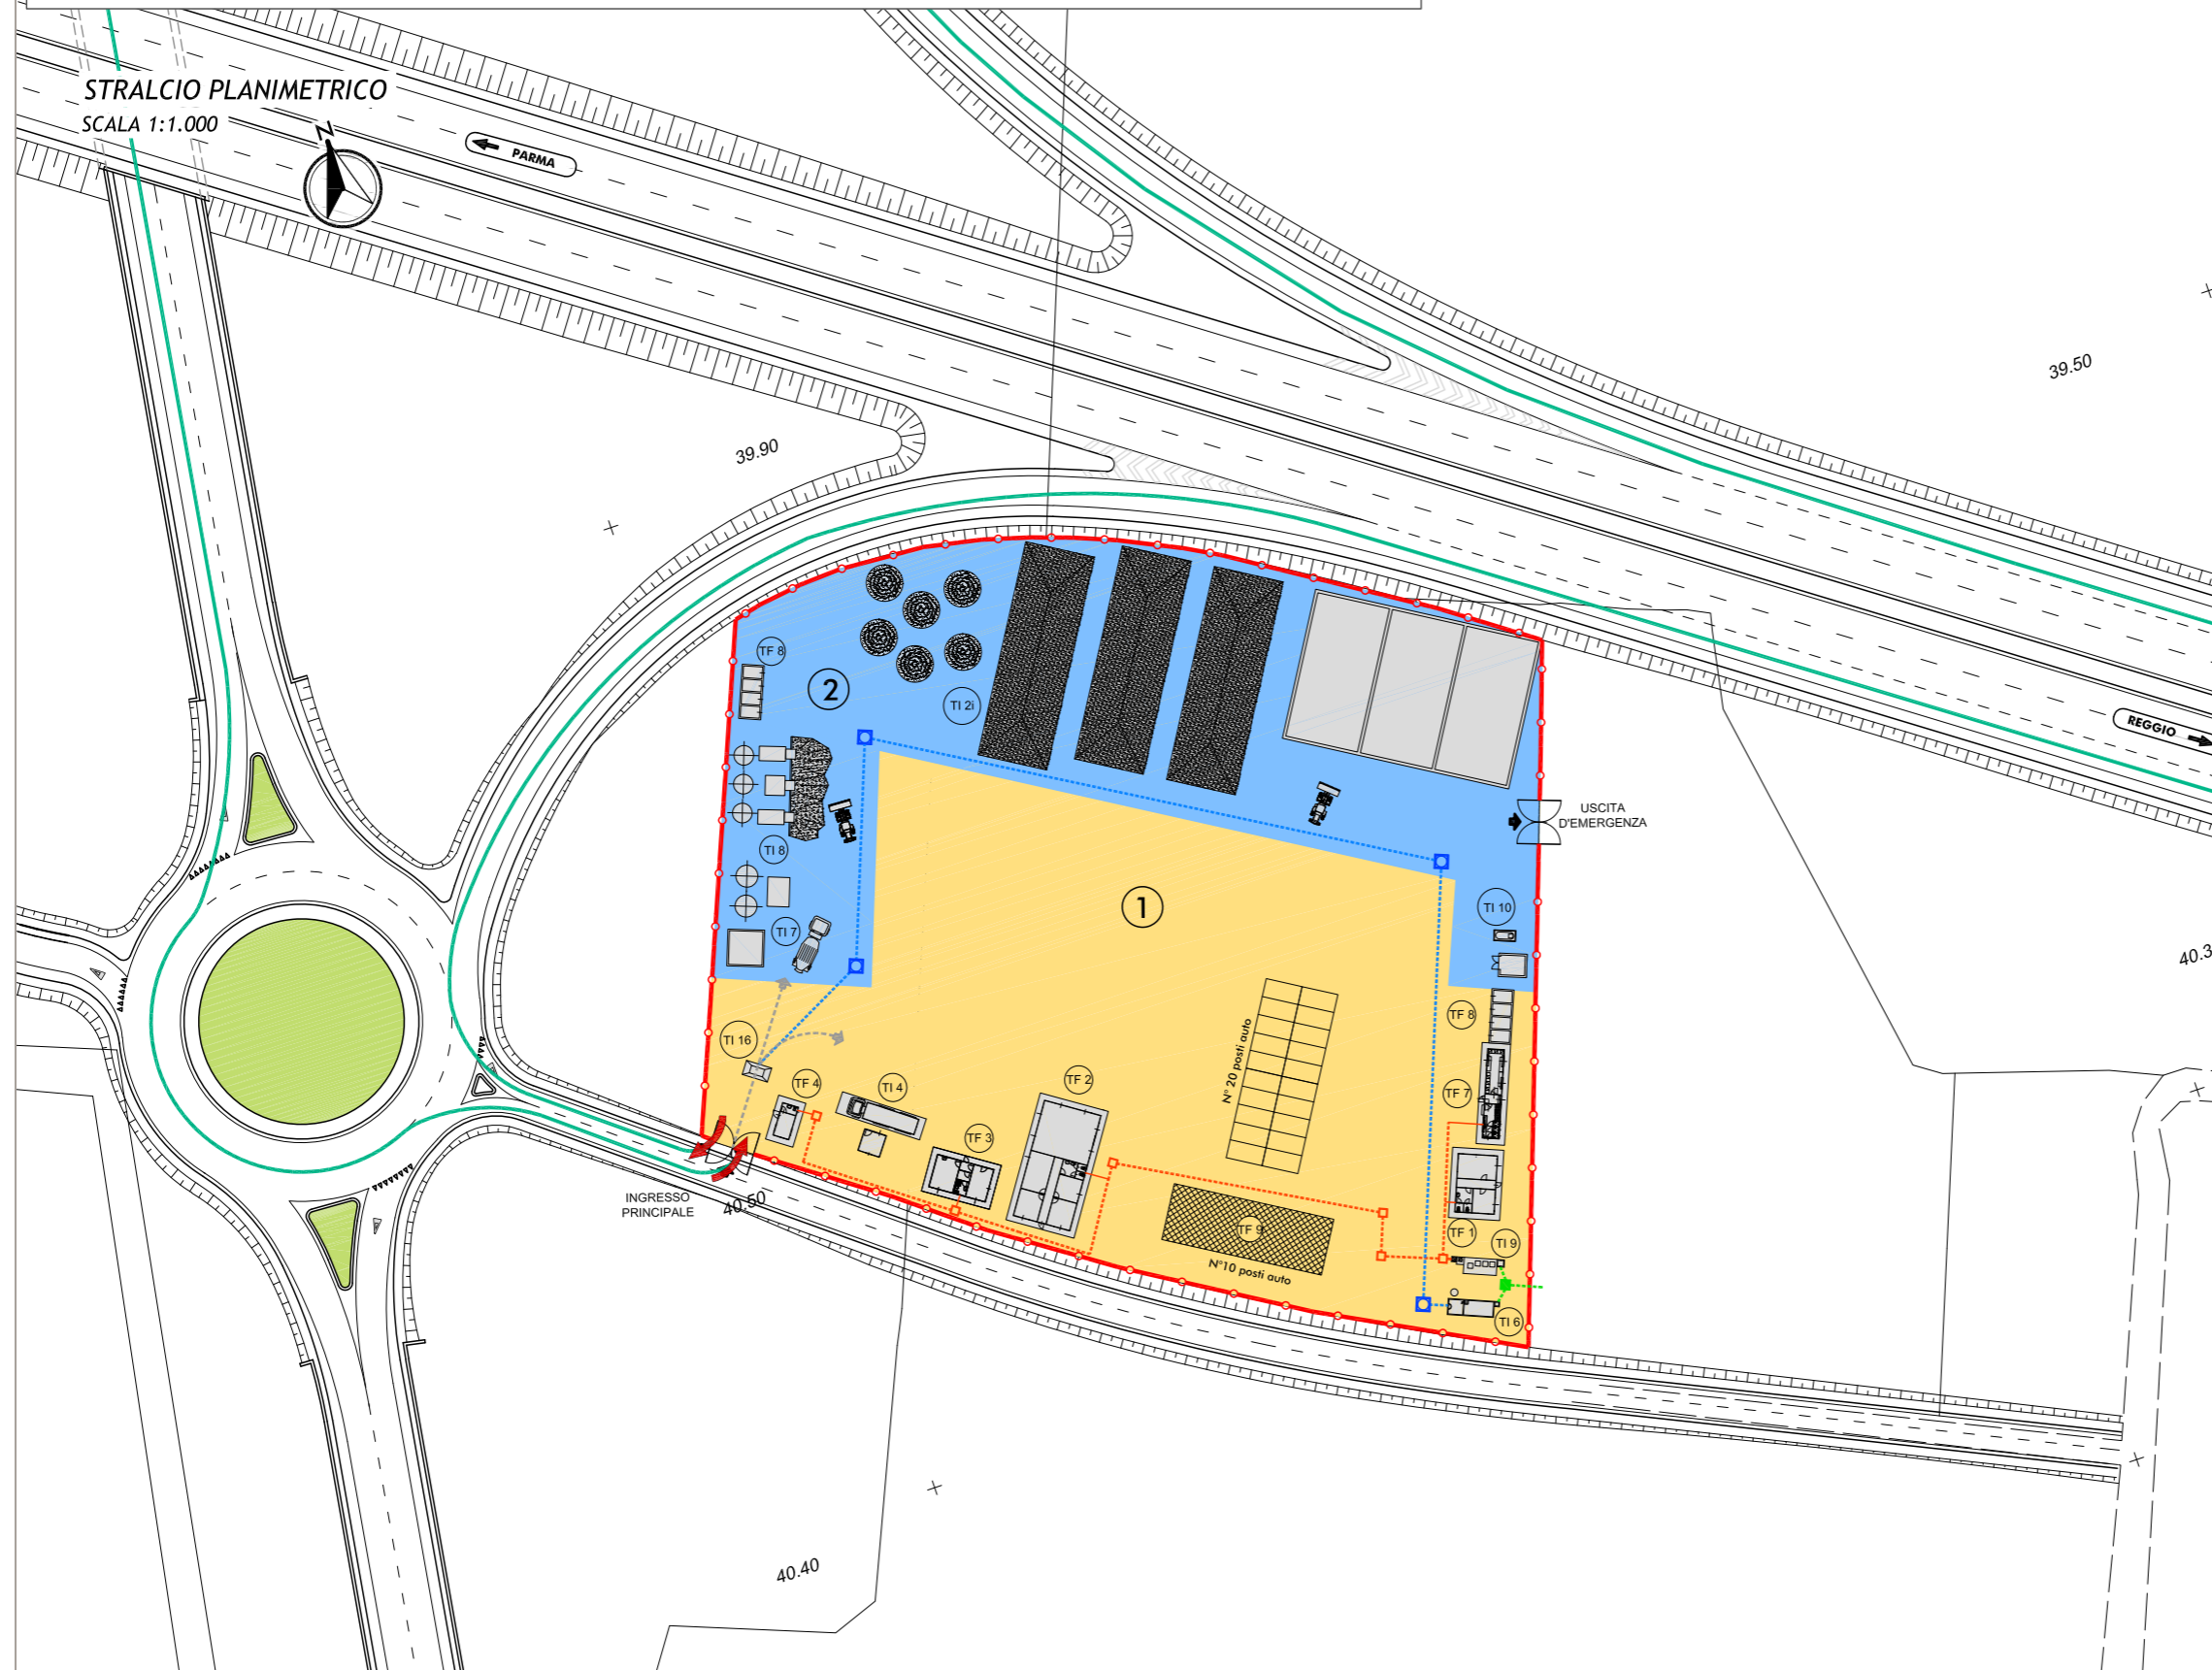 STRALCIO PLANIMETRICO
SCALA 1:1.000
N
PARMA
39.50
39.90
TF 8
2
TI 2i
REGGIO
USCITA
D'EMERGENZA
TI 8
1
TI 10
TI 7
40.3
TF 8
TI 16
N° 20 posti auto
TF 4
TI 4
TF 2
TF 7
TF 3
INGRESSO
PRINCIPALE
40.50
TF 9
TF 1
TI 9
N°10 posti auto
TI 6
40.40